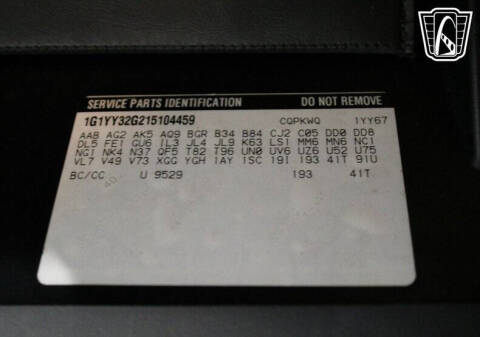 SERVICE PARTS IDENTIFICATION DO NOT REMOVE
1G1YY32G215104459 CQPKWQ 1YY67
AAB AG2 AK5 AQ9 BGR B34 B84 CJ2 C05 DD0 DD8
DL5 FE1 GU6 IL3 JL4 JL9 K63 LS1 MM6 MN6 NC1
NG1 NK4 N37 QF5 T82 T96 UN0 UV6 UZ6 U52 U75
VL7 V49 V73 XGG YGH 1AY 1SC 19I 193 41T 91U
BC/CC U 9529 193 41T